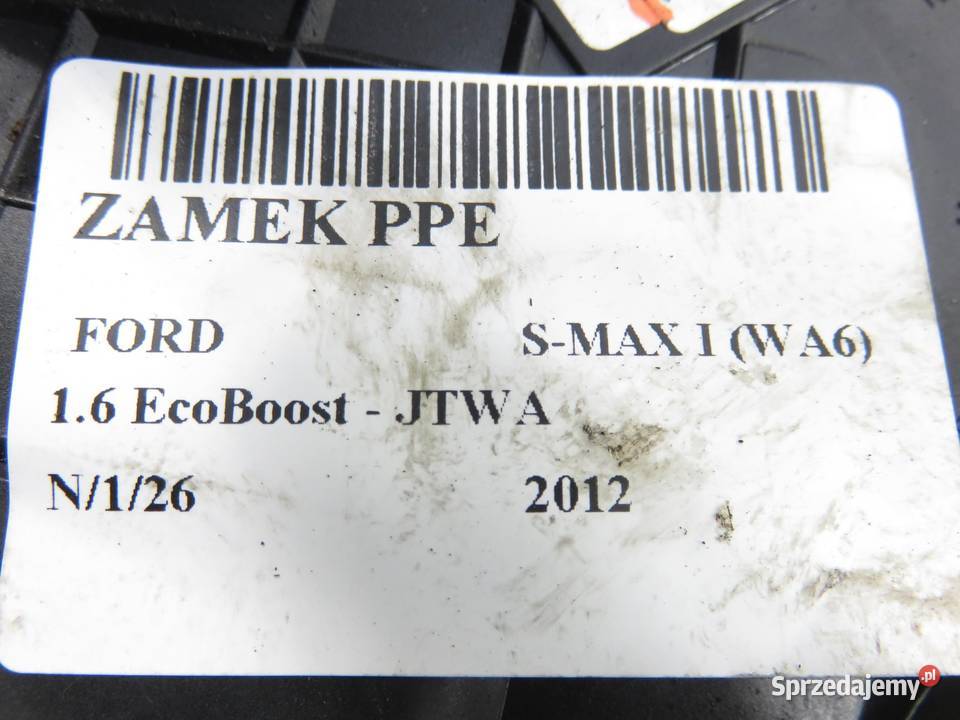 ZAMEK PPE
FORD S-MAX I (WA6)
1.6 EcoBoost - JTWA
N/1/26 2012
Sprzedajemy.pl